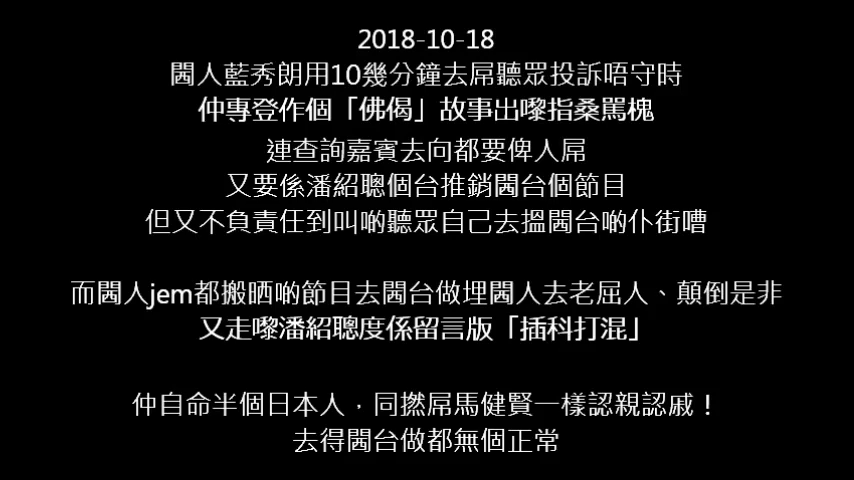 2018-10-18
閪人藍秀朗用10幾分鐘去屌聽眾投訴唔守時
仲專登作個「佛偈」故事出嚟指桑罵槐
連查詢嘉賓去向都要俾人屌
又要係潘紹聰個台推銷閪台個節目
但又不負責任到叫啲聽眾自己去搵閪台啲仆街嘈
而閪人jem都搬晒啲節目去閪台做埋閪人去老屈人、顛倒是非
又走嚟潘紹聰度係留言版「插科打混」
仲自命半個日本人，同撚屌馬健賢一樣認親認戚！
去得閪台做都無個正常